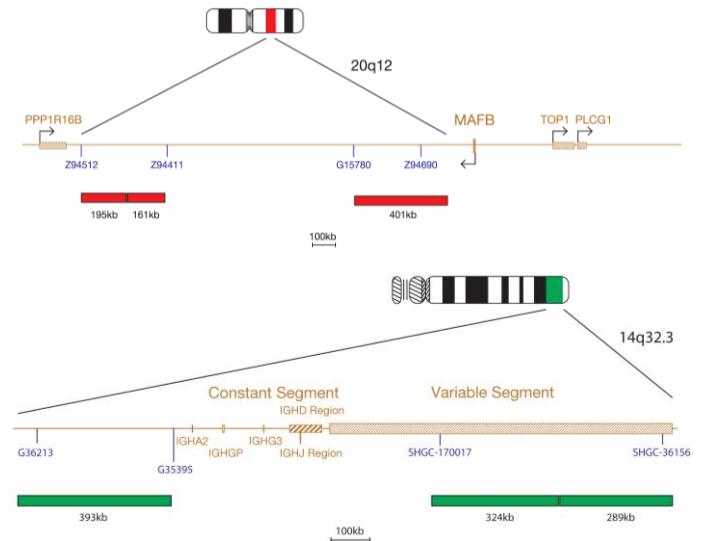 20q12
PPP1R16B
MAFB
TOP1 PLCG1
Z94512 Z94411 G15780 Z94690
195kb 161kb 401kb
100kb
14q32.3
Constant Segment Variable Segment
IGHD Region
IGHA2 IGHG3
G36213 IGHGP IGHJ Region SHGC-170017 SHGC-36156
G35395
393kb 324kb 289kb
100kb